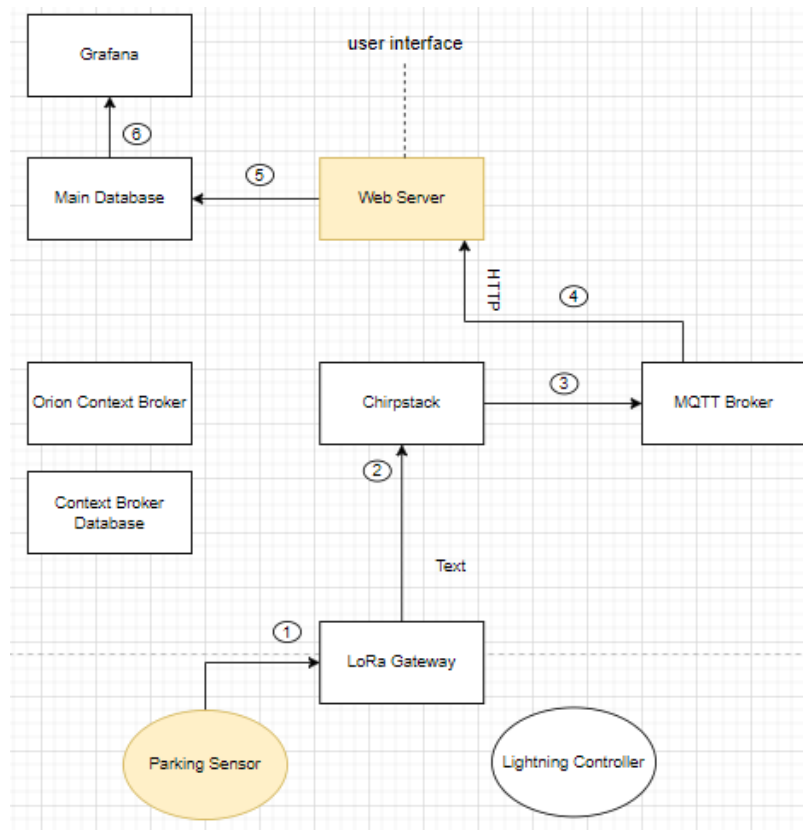 Grafana
user interface
6
5
Main Database
Web Server
HTTP
4
Orion Context Broker
Chirpstack
3
MQTT Broker
2
Context Broker
Database
Text
1
LoRa Gateway
Parking Sensor
Lightning Controller